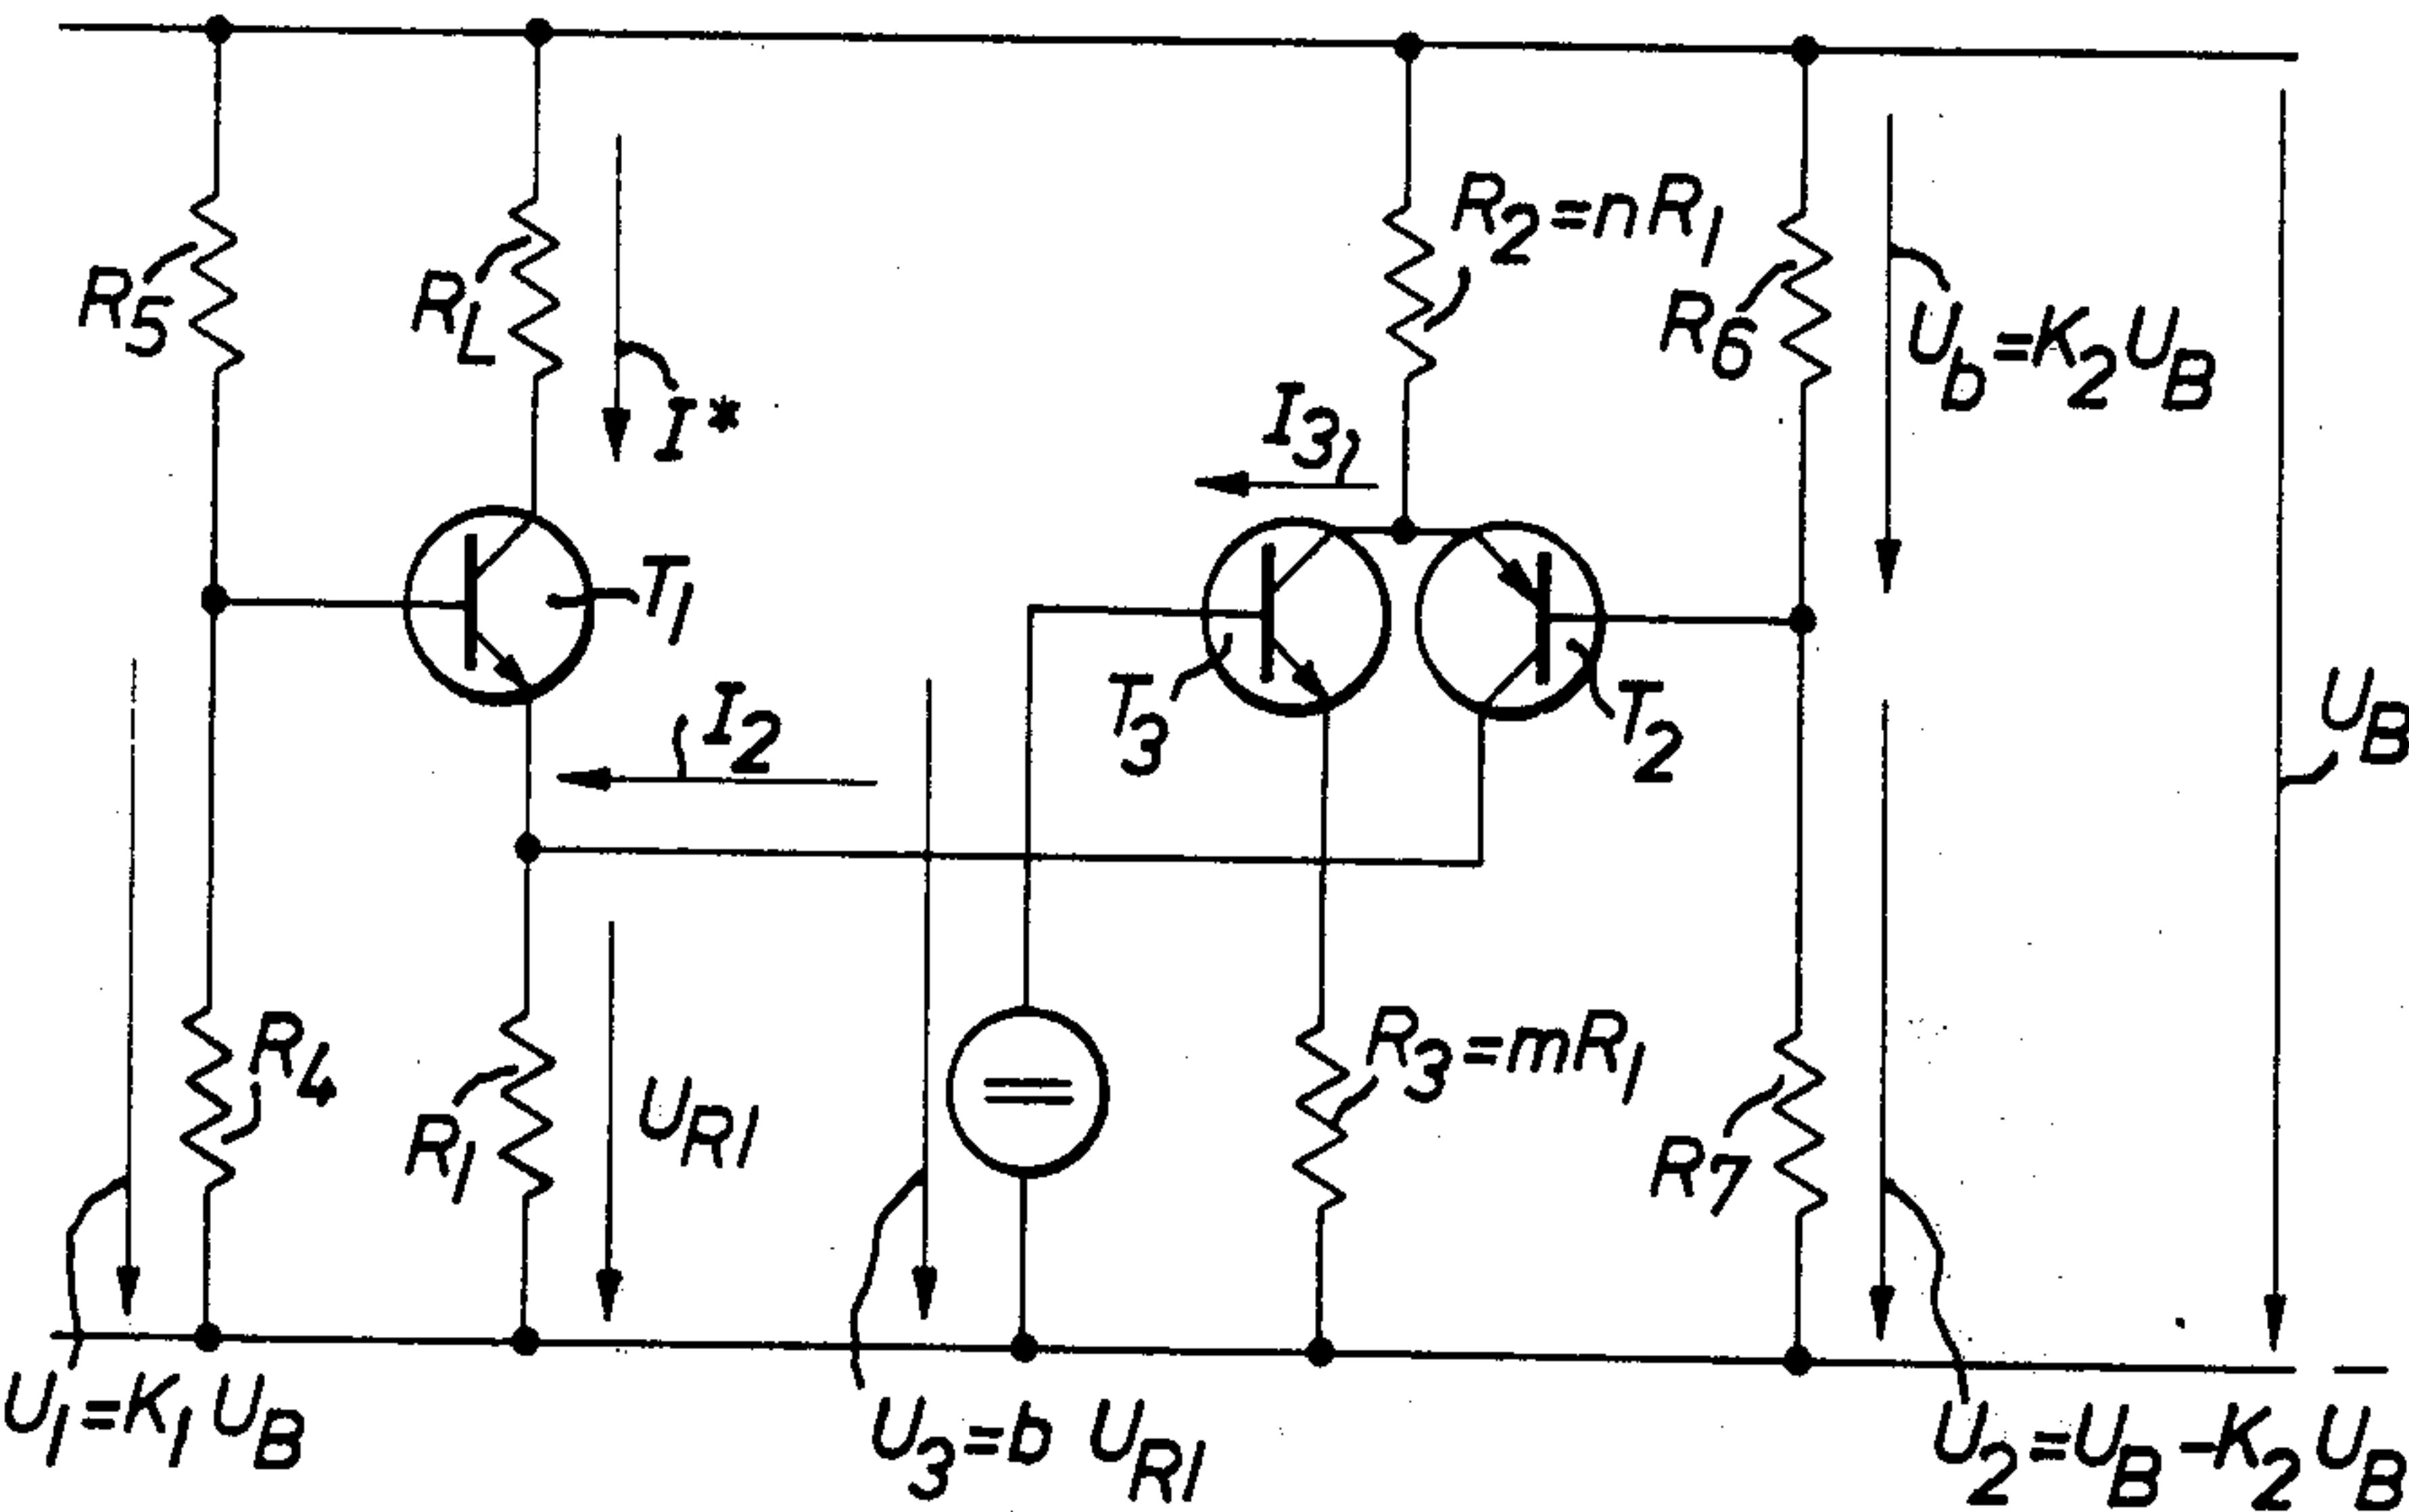 R5
RL
I*
R2=nR1
R6
Ub=K2UB
I3
T1
T3
T2
I2
UB
R4
R1
UR1
R3=mR1
R7
U1=K1UB
U3=b UR1
U2=UB-K2UB